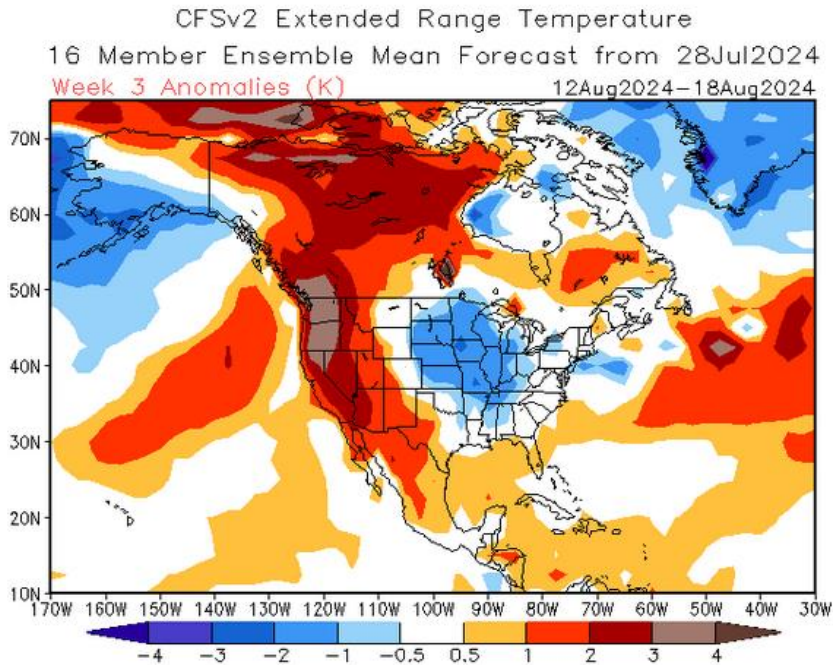 CFSv2 Extended Range Temperature
16 Member Ensemble Mean Forecast from 28Jul2024
Week 3 Anomalies (K) 12Aug2024-18Aug2024
70N
60N
50N
40N
30N
20N
10N
170W 160W 150W 140W 130W 120W 110W 100W 90W 80W 70W 60W 50W 40W 30W
-4 -3 -2 -1 -0.5 0.5 1 2 3 4